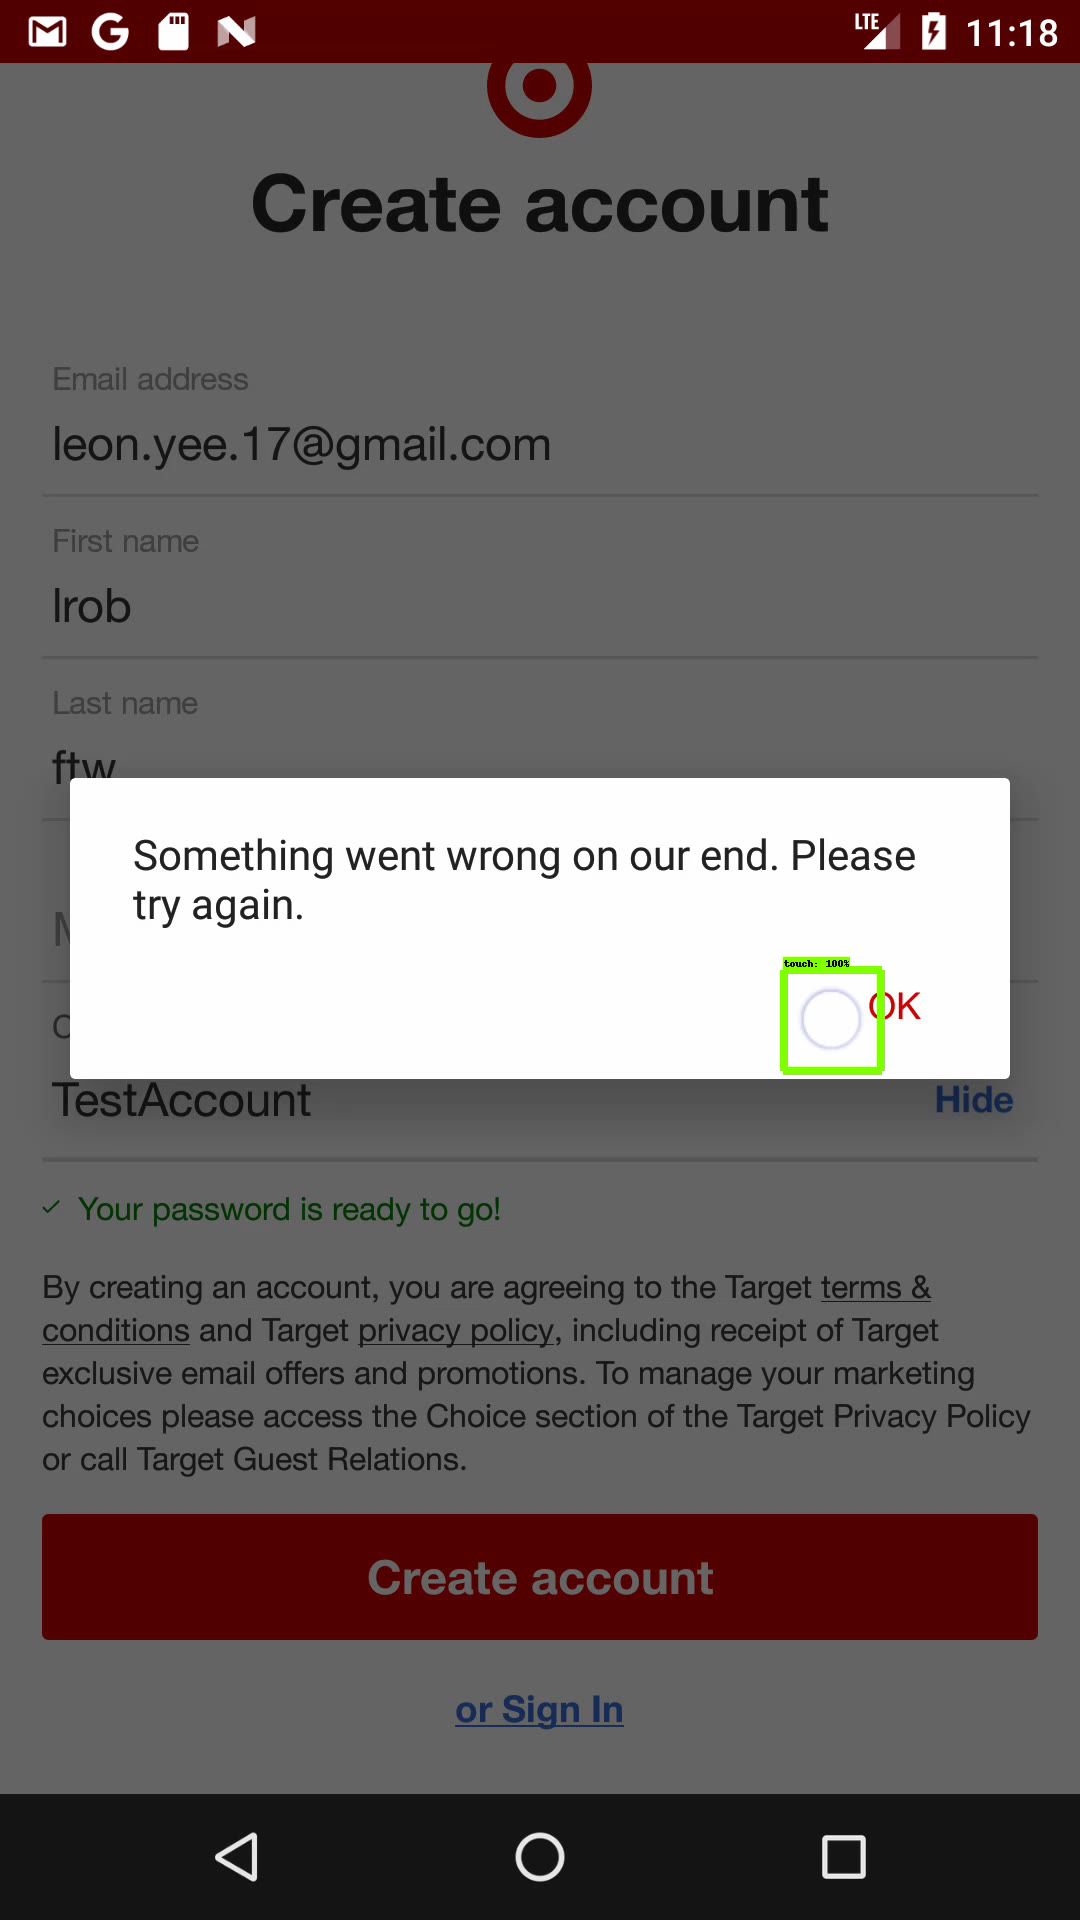 LTE 11:18
Create account
Email address
leon.yee.17@gmail.com
First name
lrob
Last name
ftw
Something went wrong on our end. Please
try again.
touch: 100%
OK
TestAccount
Hide
Your password is ready to go!
By creating an account, you are agreeing to the Target terms &
conditions and Target privacy policy, including receipt of Target
exclusive email offers and promotions. To manage your marketing
choices please access the Choice section of the Target Privacy Policy
or call Target Guest Relations.
Create account
or Sign In